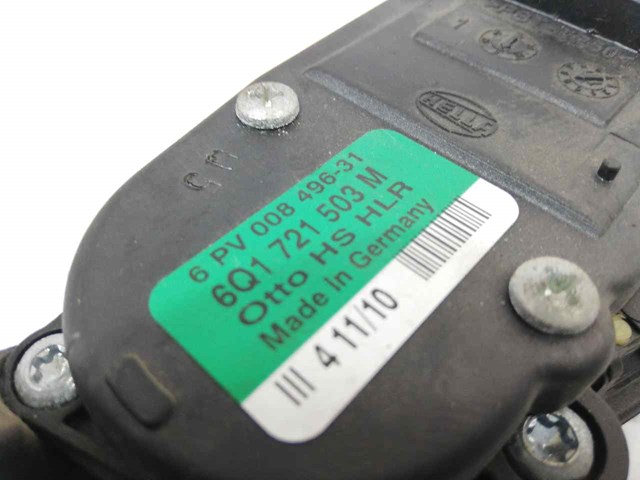 6 PV 008 496-31
6Q1 721 503 M
Otto HS HLR
Made In Germany
III 4 11/10
HELLA
1